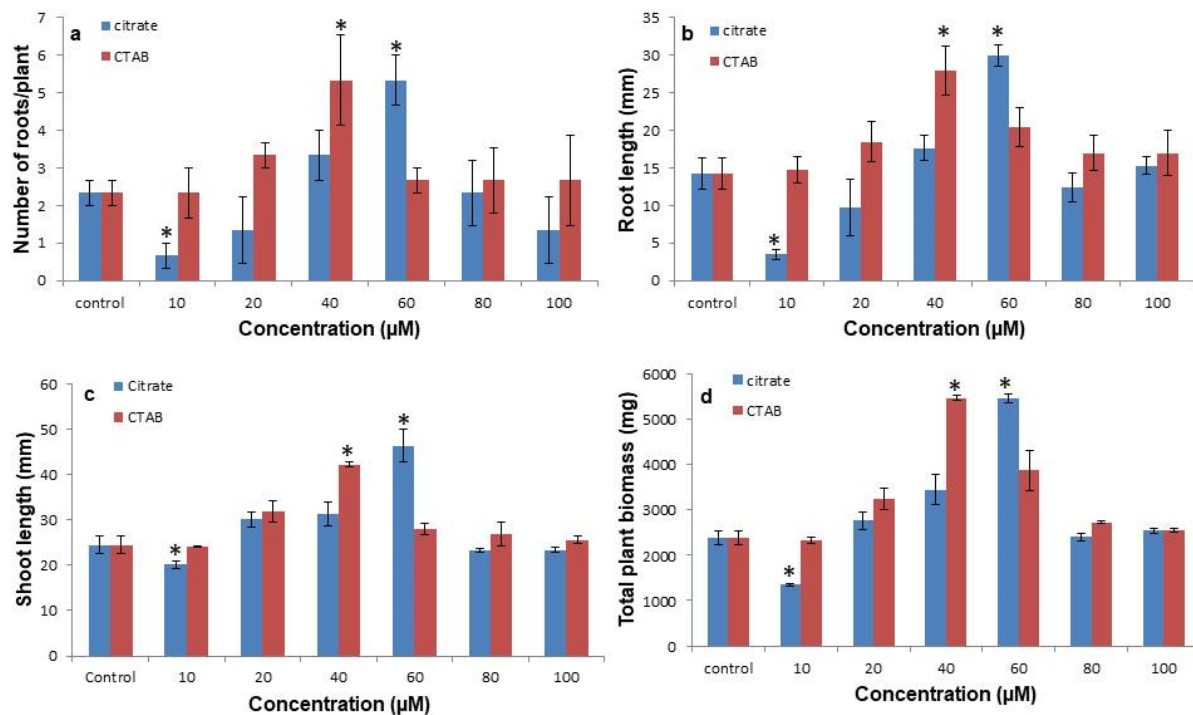 a
citrate
CTAB
*
*
*
Number of roots/plant
7
6
5
4
3
2
1
0
control 10 20 40 60 80 100
Concentration (µM)
b
citrate
CTAB
*
*
*
Root length (mm)
35
30
25
20
15
10
5
0
control 10 20 40 60 80 100
Concentration (µM)
c
Citrate
CTAB
*
*
*
Shoot length (mm)
60
50
40
30
20
10
0
Control 10 20 40 60 80 100
Concentration (µM)
d
citrate
CTAB
*
*
*
Total plant biomass (mg)
6000
5000
4000
3000
2000
1000
0
control 10 20 40 60 80 100
Concentration (µM)